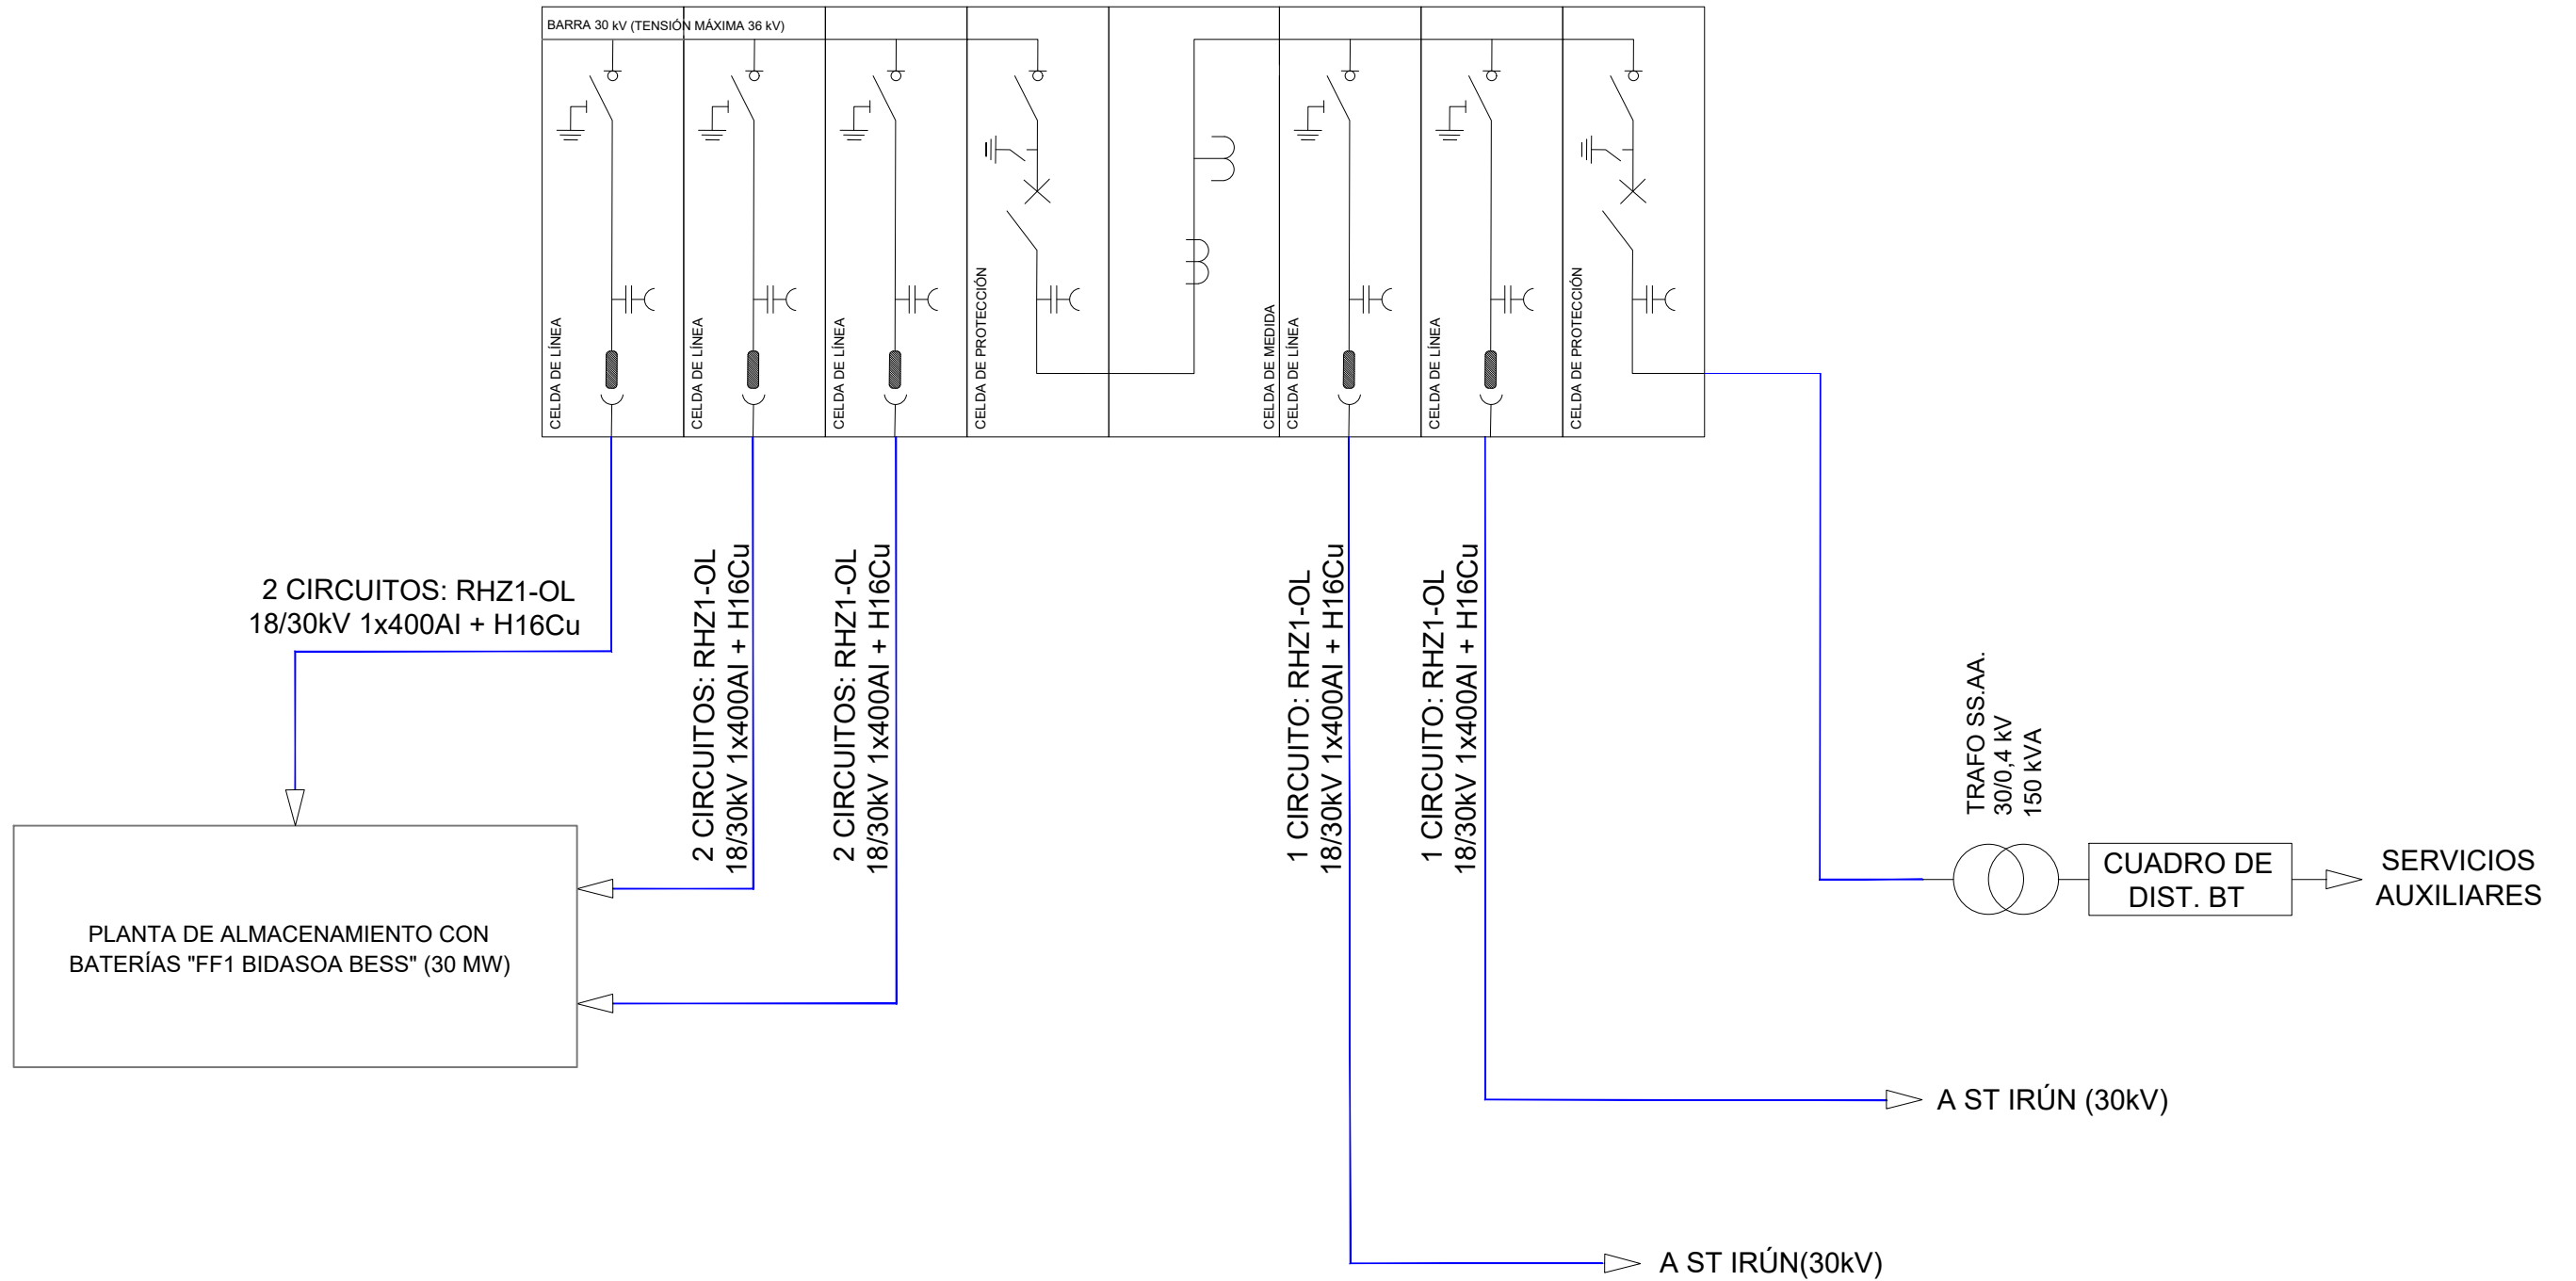 BARRA 30 kV (TENSIÓN MÁXIMA 36 kV)
CELDA DE LÍNEA
CELDA DE LÍNEA
CELDA DE LÍNEA
CELDA DE PROTECCIÓN
CELDA DE MEDIDA
CELDA DE LÍNEA
CELDA DE LÍNEA
CELDA DE PROTECCIÓN
2 CIRCUITOS: RHZ1-OL
18/30kV 1x400Al + H16Cu
2 CIRCUITOS: RHZ1-OL
18/30kV 1x400Al + H16Cu
2 CIRCUITOS: RHZ1-OL
18/30kV 1x400Al + H16Cu
1 CIRCUITO: RHZ1-OL
18/30kV 1x400Al + H16Cu
1 CIRCUITO: RHZ1-OL
18/30kV 1x400Al + H16Cu
TRAFO SS.AA.
30/0,4 kV
150 kVA
CUADRO DE
DIST. BT
SERVICIOS
AUXILIARES
PLANTA DE ALMACENAMIENTO CON
BATERÍAS "FF1 BIDASOA BESS" (30 MW)
A ST IRÚN (30kV)
A ST IRÚN(30kV)